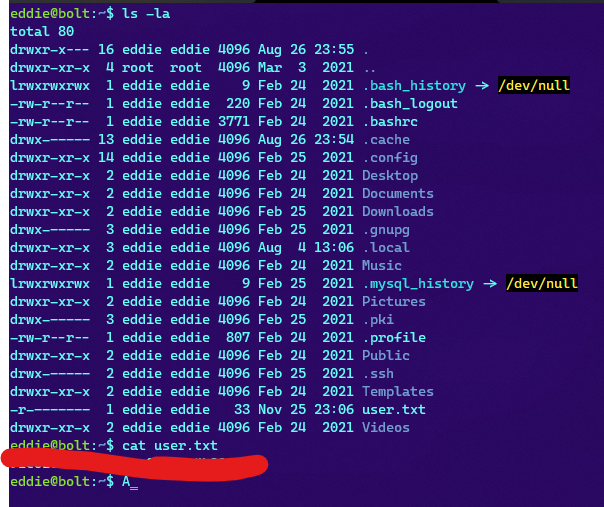 eddie@bolt:~$ ls -la
total 80
drwxr-x--- 16 eddie eddie 4096 Aug 26 23:55 .
drwxr-xr-x  4 root  root  4096 Mar  3  2021 ..
lrwxrwxrwx  1 eddie eddie    9 Feb 24  2021 .bash_history -> /dev/null
-rw-r--r--  1 eddie eddie  220 Feb 24  2021 .bash_logout
-rw-r--r--  1 eddie eddie 3771 Feb 24  2021 .bashrc
drwx------ 13 eddie eddie 4096 Aug 26 23:54 .cache
drwxr-xr-x 14 eddie eddie 4096 Feb 25  2021 .config
drwxr-xr-x  2 eddie eddie 4096 Feb 24  2021 Desktop
drwxr-xr-x  2 eddie eddie 4096 Feb 24  2021 Documents
drwxr-xr-x  2 eddie eddie 4096 Feb 25  2021 Downloads
drwx------  3 eddie eddie 4096 Feb 25  2021 .gnupg
drwxr-xr-x  3 eddie eddie 4096 Aug  4 13:06 .local
drwxr-xr-x  2 eddie eddie 4096 Feb 24  2021 Music
lrwxrwxrwx  1 eddie eddie    9 Feb 25  2021 .mysql_history -> /dev/null
drwxr-xr-x  2 eddie eddie 4096 Feb 24  2021 Pictures
drwx------  3 eddie eddie 4096 Feb 25  2021 .pki
-rw-r--r--  1 eddie eddie  807 Feb 24  2021 .profile
drwxr-xr-x  2 eddie eddie 4096 Feb 24  2021 Public
drwx------  2 eddie eddie 4096 Feb 25  2021 .ssh
drwxr-xr-x  2 eddie eddie 4096 Feb 24  2021 Templates
-r--------  1 eddie eddie   33 Nov 25 23:06 user.txt
drwxr-xr-x  2 eddie eddie 4096 Feb 24  2021 Videos
eddie@bolt:~$ cat user.txt
eddie@bolt:~$ A_